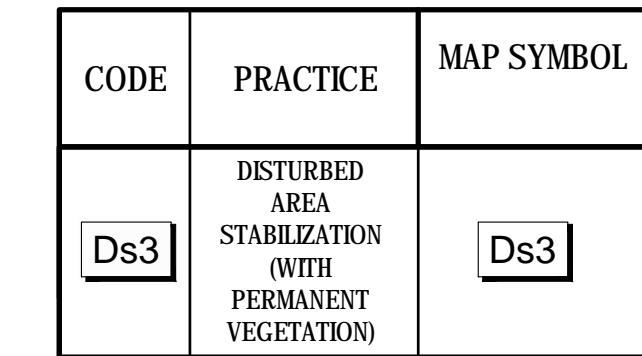 CODE
PRACTICE
MAP SYMBOL
Ds3
DISTURBED
AREA
STABILIZATION
(WITH
PERMANENT
VEGETATION)
Ds3